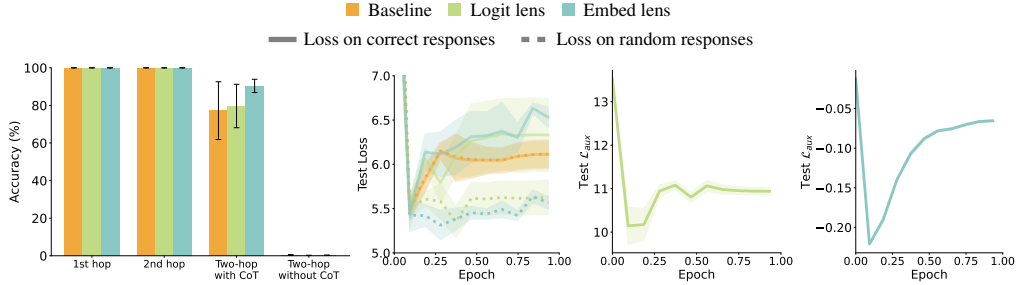 Baseline Logit lens Embed lens
Loss on correct responses Loss on random responses
Accuracy (%)
100
80
60
40
20
0
1st hop
2nd hop
Two-hop
with CoT
Two-hop
without CoT
Test Loss
7.0
6.5
6.0
5.5
5.0
0.00 0.25 0.50 0.75 1.00
Epoch
Test ℒaux
13
12
11
10
0.00 0.25 0.50 0.75 1.00
Epoch
Test ℒaux
−0.05
−0.10
−0.15
−0.20
0.00 0.25 0.50 0.75 1.00
Epoch